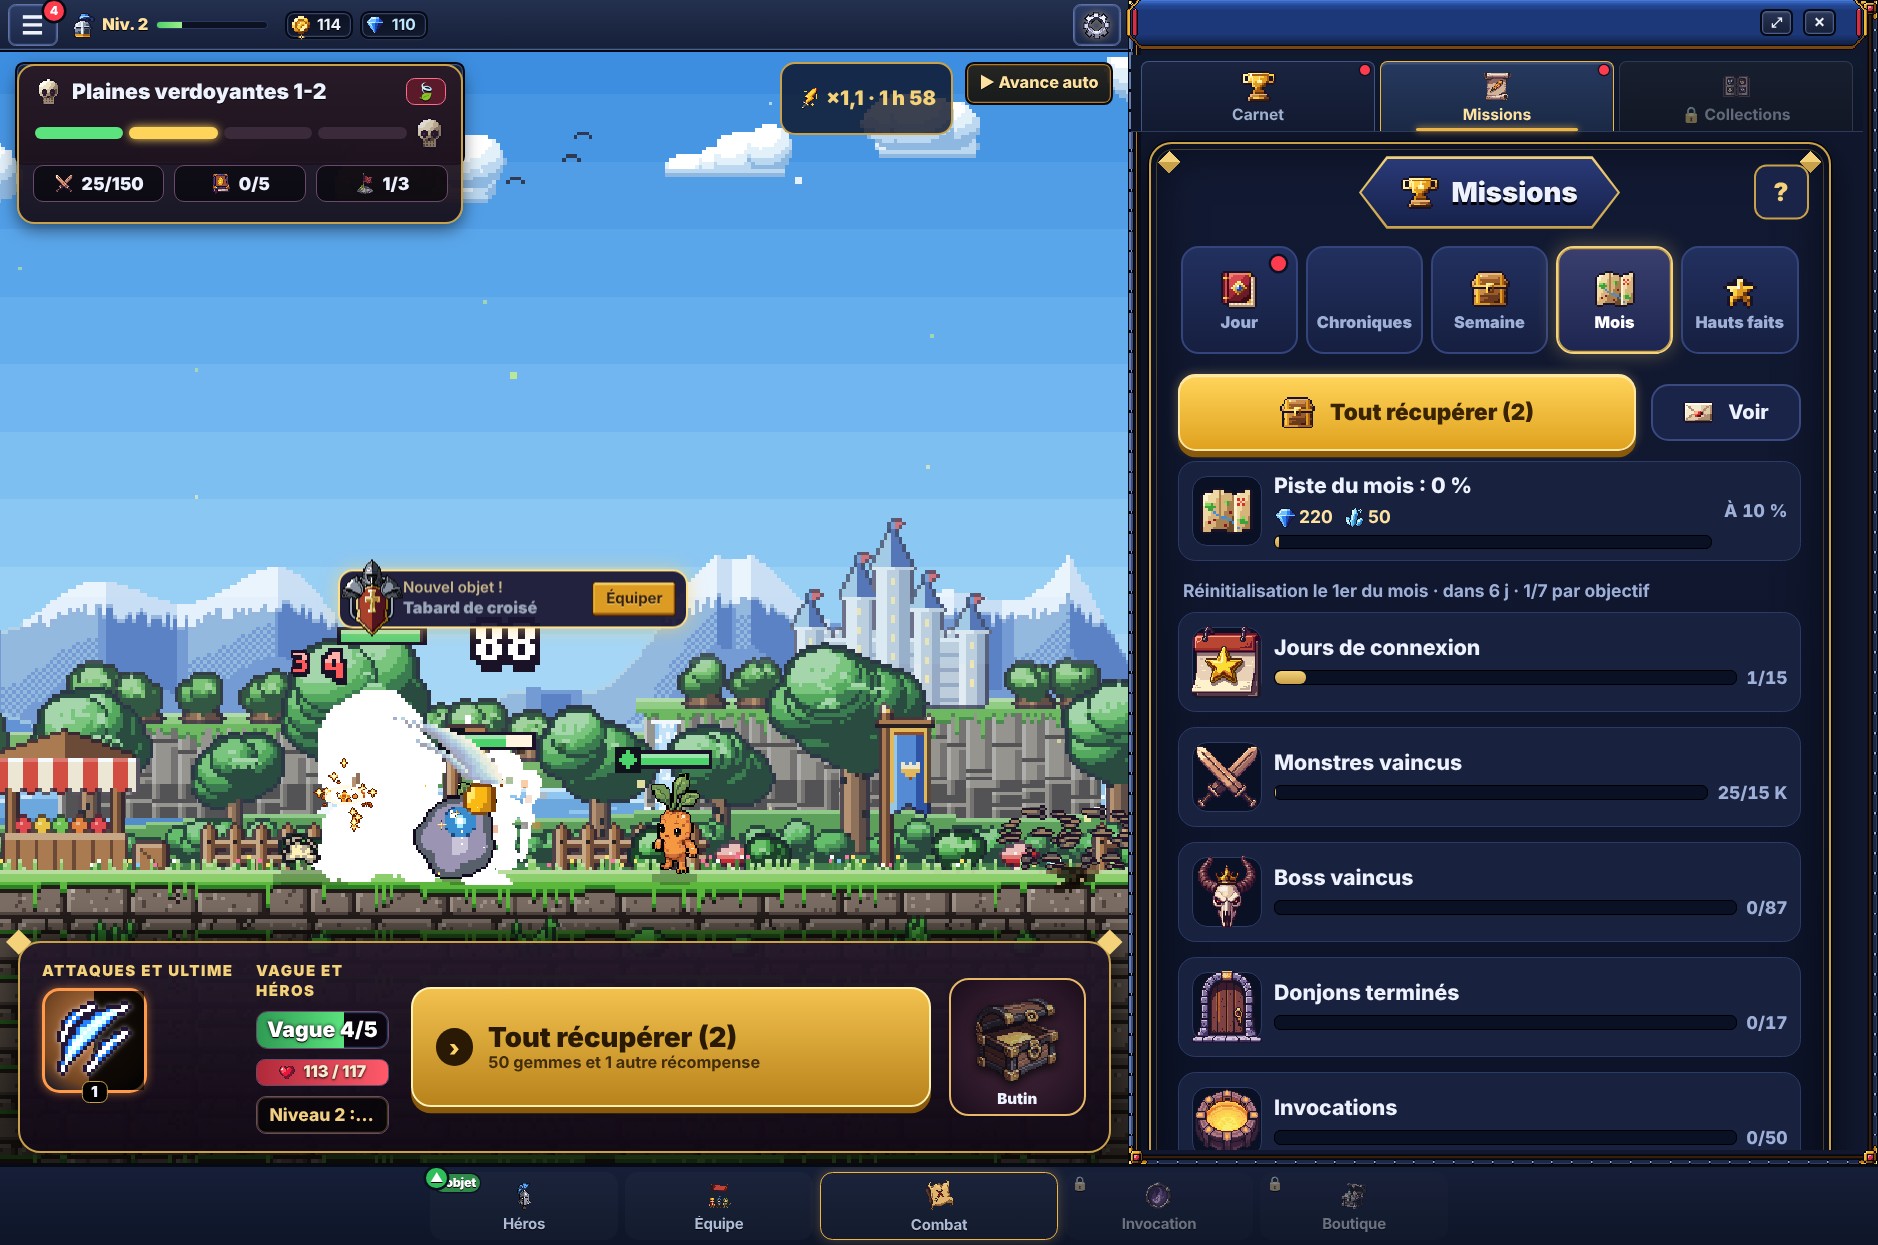 4
Niv. 2
114
110
Plaines verdoyantes 1-2
25/150
0/5
1/3
×1,1 · 1 h 58
Avance auto
Nouvel objet !
Tabard de croisé
Équiper
3 4
ATTAQUES ET ULTIME
1
VAGUE ET
HÉROS
Vague 4/5
113 / 117
Niveau 2 :...
Tout récupérer (2)
50 gemmes et 1 autre récompense
Butin
objet
Héros
Équipe
Combat
Invocation
Boutique
Carnet
Missions
Collections
Missions
?
Jour
Chroniques
Semaine
Mois
Hauts faits
Tout récupérer (2)
Voir
Piste du mois : 0 %
220
50
À 10 %
Réinitialisation le 1er du mois · dans 6 j · 1/7 par objectif
Jours de connexion
1/15
Monstres vaincus
25/15 K
Boss vaincus
0/87
Donjons terminés
0/17
Invocations
0/50